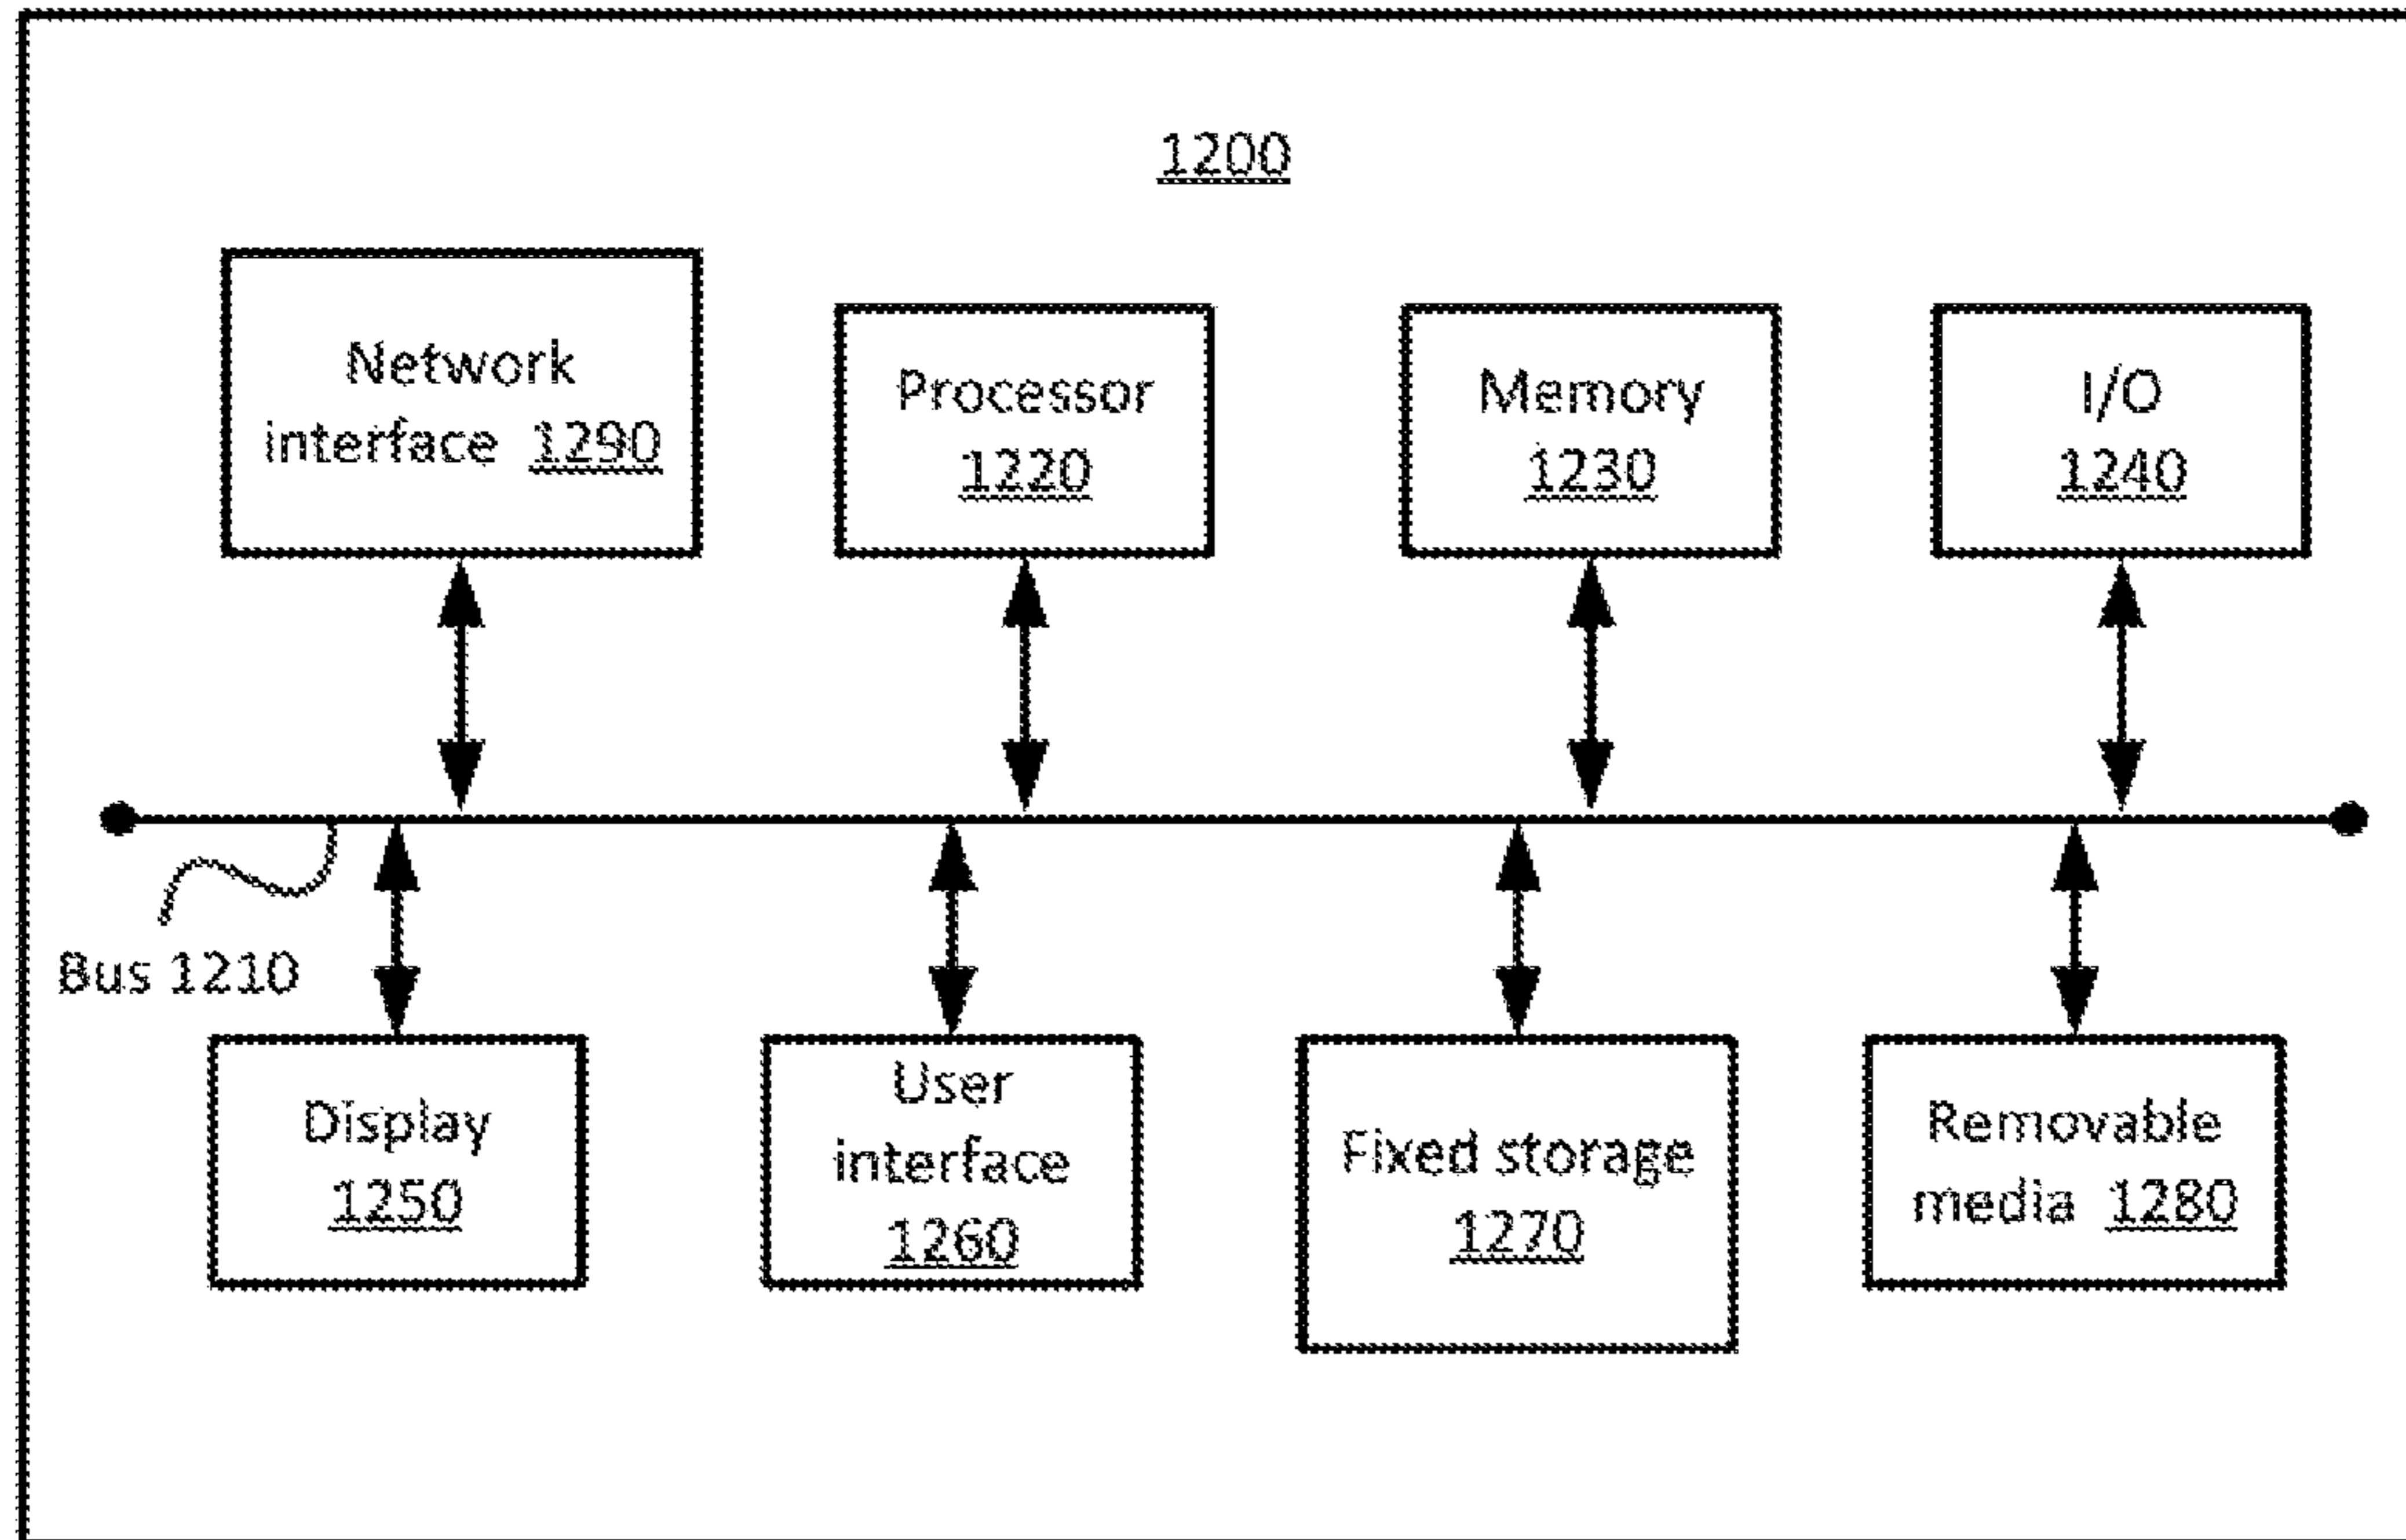 1200
Network
interface 1290
Processor
1220
Memory
1230
I/O
1240
Bus 1210
Display
1250
User
interface
1260
Fixed storage
1270
Removable
media 1280